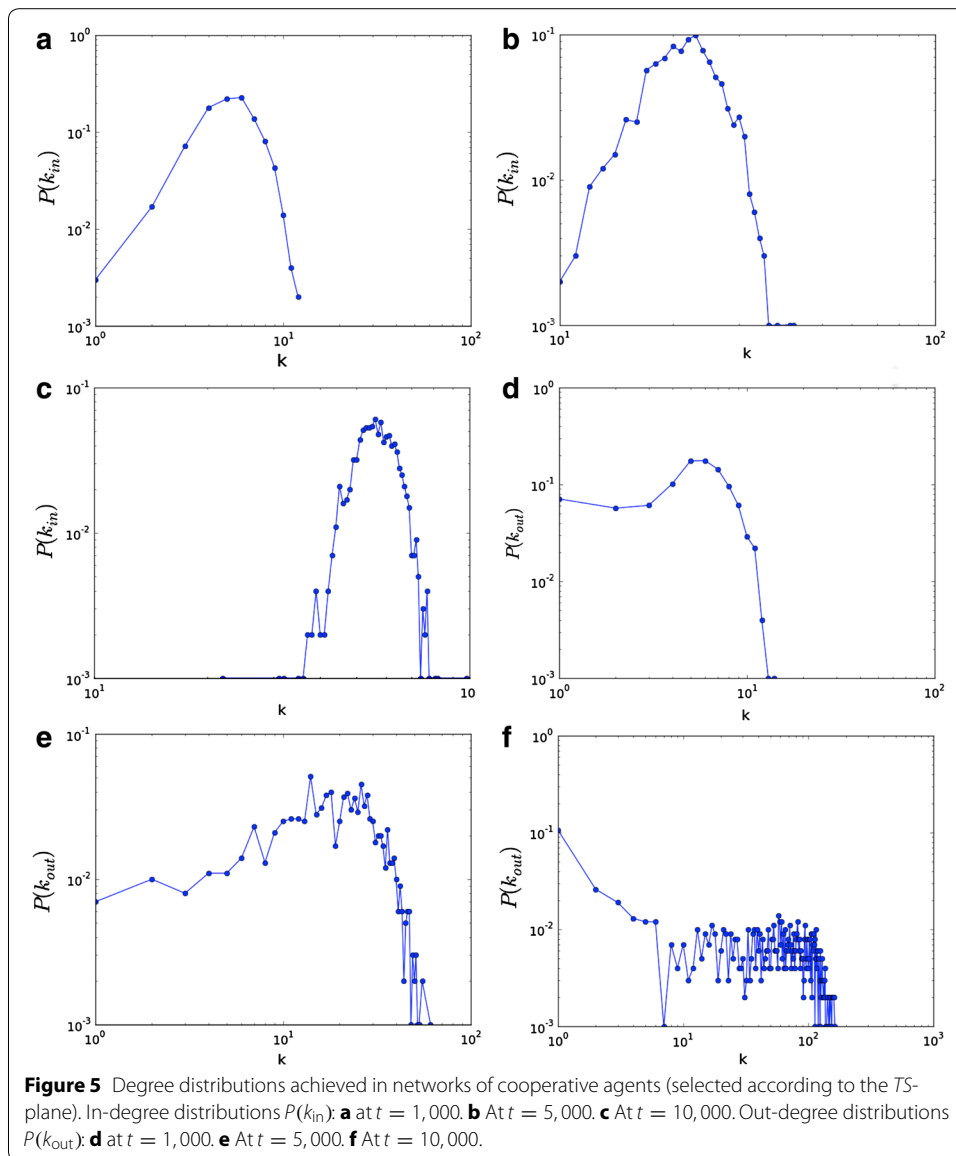 a
10^0
10^-1
10^-2
10^-3
P(k_in)
10^0 10^1 10^2
k
b
10^-1
10^-2
10^-3
P(k_in)
10^1 10^2
k
c
10^-1
10^-2
10^-3
P(k_in)
10^1 10^2
k
d
10^0
10^-1
10^-2
10^-3
P(k_out)
10^0 10^1 10^2
k
e
10^-1
10^-2
10^-3
P(k_out)
10^0 10^1 10^2
k
f
10^0
10^-1
10^-2
10^-3
P(k_out)
10^0 10^1 10^2 10^3
k
Figure 5 Degree distributions achieved in networks of cooperative agents (selected according to the TS-
plane). In-degree distributions P(k_in): a at t = 1, 000. b At t = 5, 000. c At t = 10, 000. Out-degree distributions
P(k_out): d at t = 1, 000. e At t = 5, 000. f At t = 10, 000.